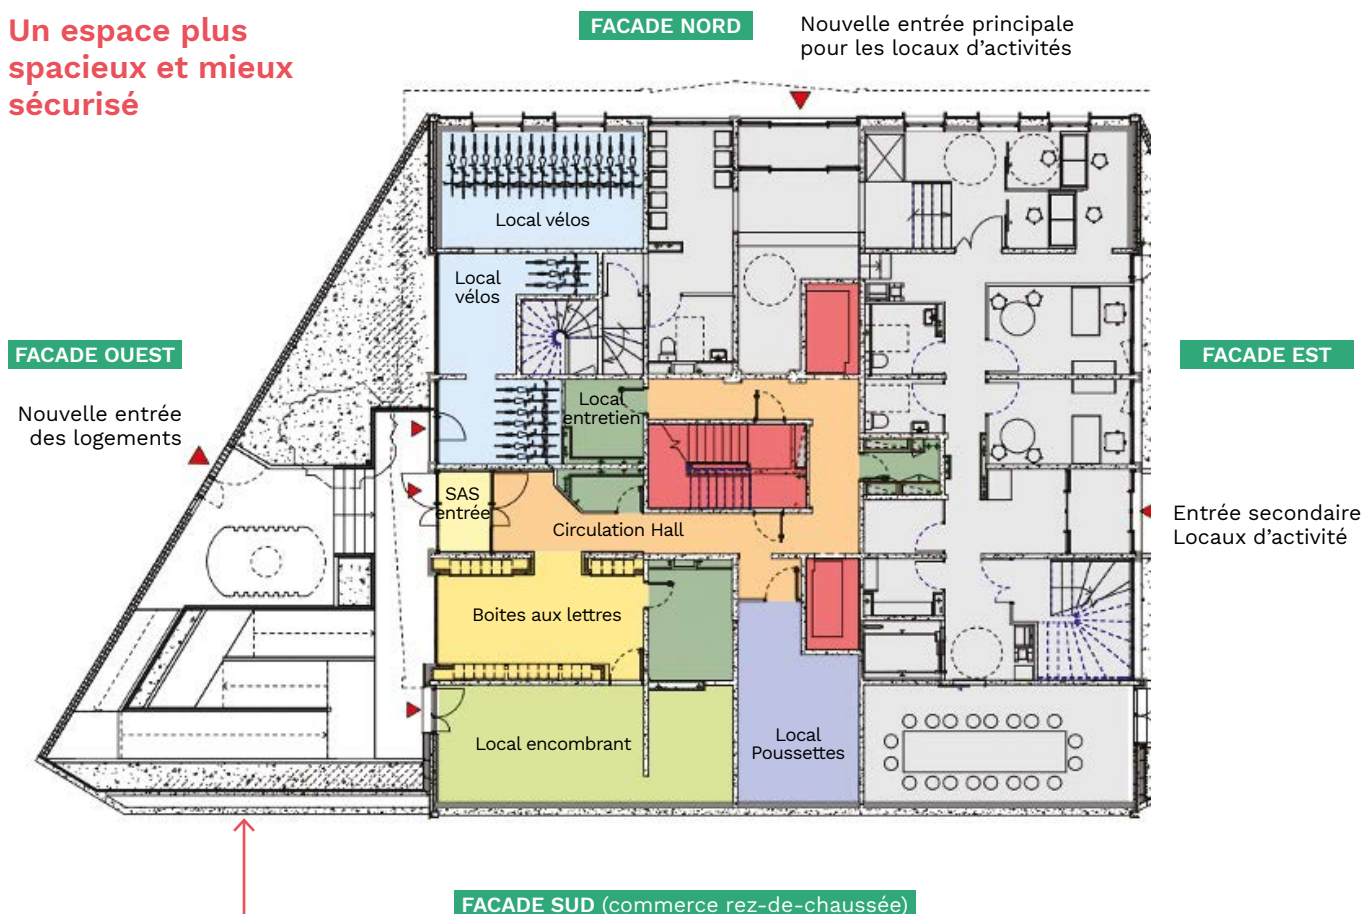 Un espace plus
spacieux et mieux
sécurisé
FACADE NORD
Nouvelle entrée principale
pour les locaux d’activités
Local vélos
Local
vélos
FACADE OUEST
FACADE EST
Nouvelle entrée
des logements
Local
entretien
SAS
entrée
Circulation Hall
Entrée secondaire
Locaux d’activité
Boites aux lettres
Local encombrant
Local
Poussettes
FACADE SUD (commerce rez-de-chaussée)